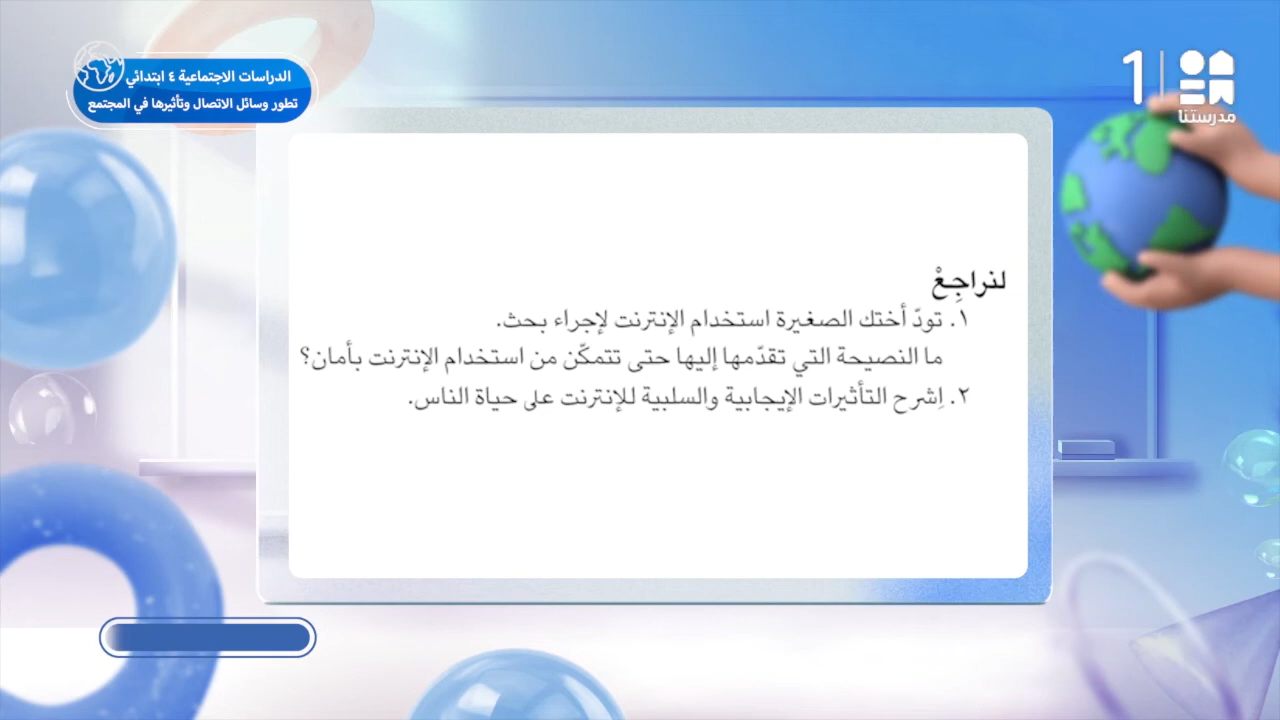 الدراسات الاجتماعية ٤ ابتدائي
تطور وسائل الاتصال وتأثيرها في المجتمع
1
مدرستنا
لنراجِعْ
١. تودّ أختك الصغيرة استخدام الإنترنت لإجراء بحث.
ما النصيحة التي تقدّمها إليها حتى تتمكّن من استخدام الإنترنت بأمان؟
٢. اِشرح التأثيرات الإيجابية والسلبية للإنترنت على حياة الناس.